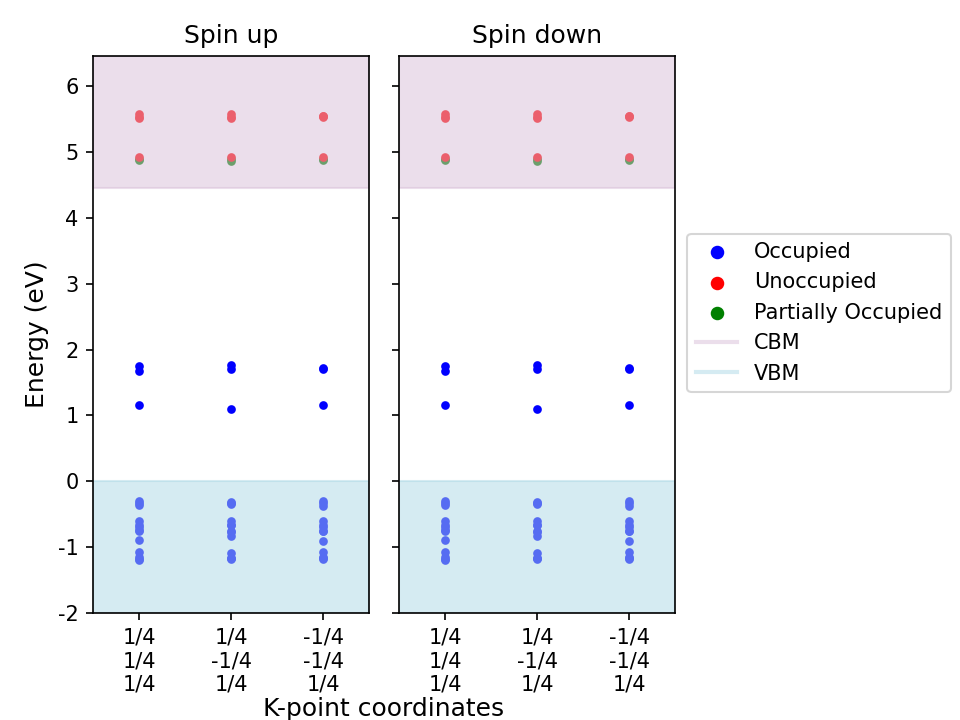 Spin up
Spin down
Energy (eV)
6
5
4
3
2
1
0
-1
-2
1/4 1/4 -1/4 1/4 1/4 -1/4
1/4 -1/4 -1/4 1/4 -1/4 -1/4
1/4 1/4 1/4 1/4 1/4 1/4
K-point coordinates
Occupied
Unoccupied
Partially Occupied
CBM
VBM